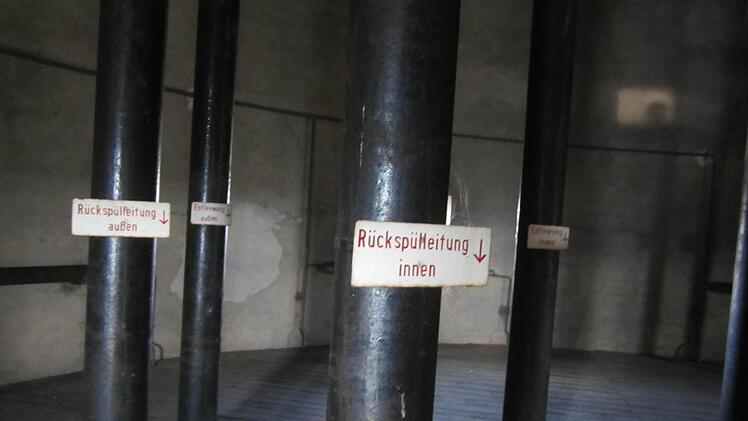 Rückspülleitung
außen
Entleerung
außen
Rückspülleitung
innen
Entleerung
innen